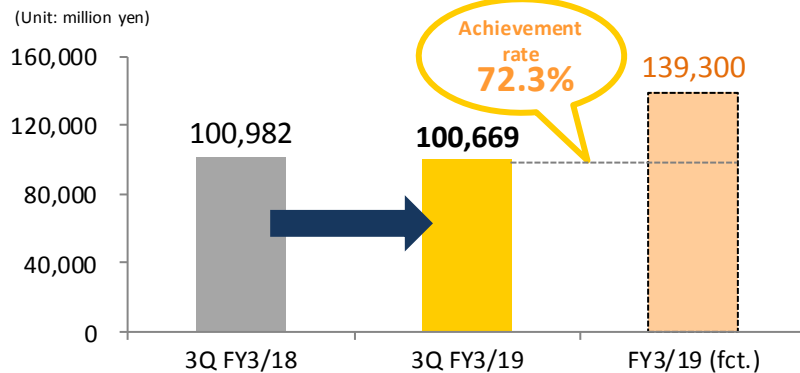 (Unit: million yen)
Achievement
rate
72.3%
160,000
139,300
120,000
100,982
100,669
80,000
40,000
0
3Q FY3/18
3Q FY3/19
FY3/19 (fct.)